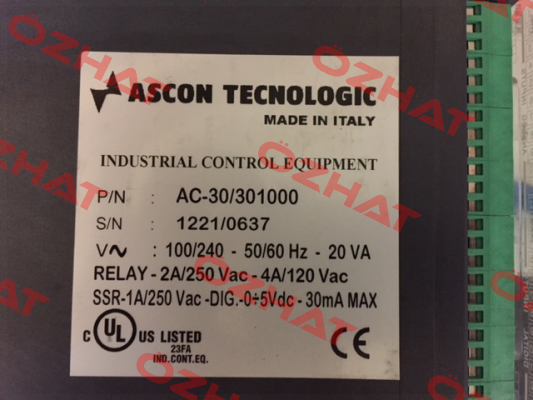 ASCON TECNOLOGIC
MADE IN ITALY
INDUSTRIAL CONTROL EQUIPMENT
P/N : AC-30/301000
S/N : 1221/0637
V∿ : 100/240 - 50/60 Hz - 20 VA
RELAY - 2A/250 Vac - 4A/120 Vac
SSR-1A/250 Vac -DIG.-0÷5Vdc - 30mA MAX
C UL US LISTED
23FA
IND.CONT.EQ.
CE
OZHAT
OZHAT
OZHAT
OZHAT
OZHAT
OZHAT
OZHAT